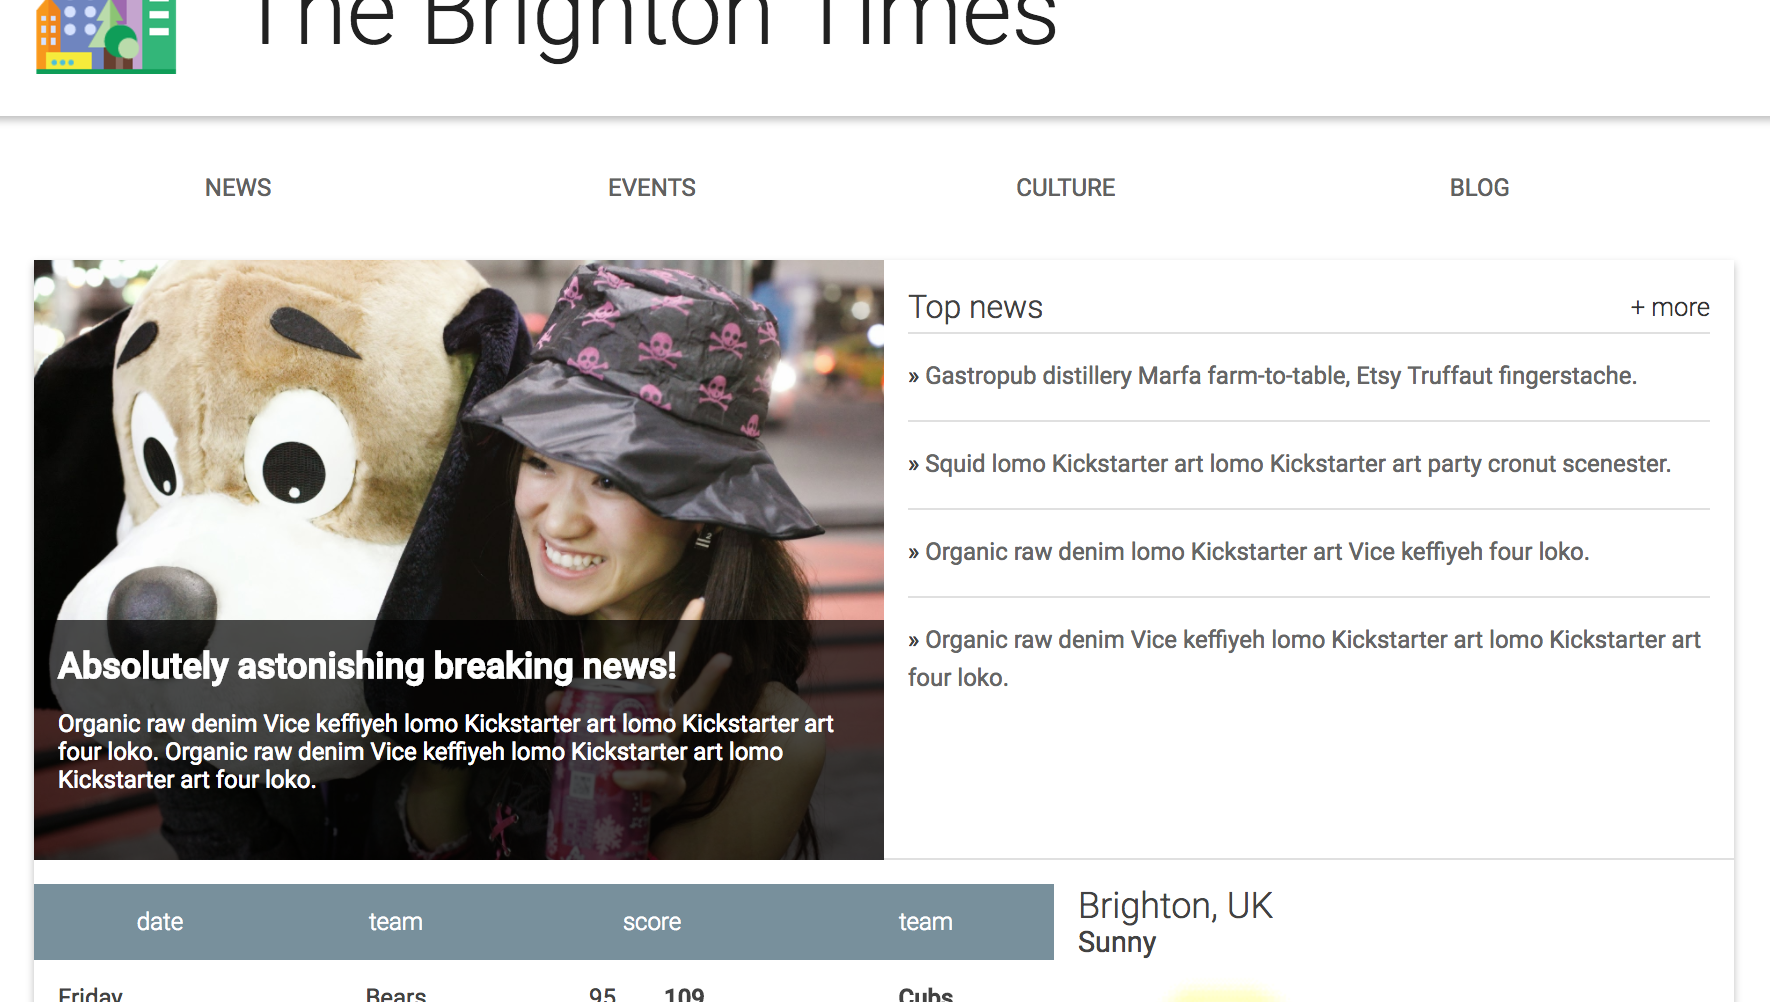 The Brighton Times
NEWS EVENTS CULTURE BLOG
Top news + more
» Gastropub distillery Marfa farm-to-table, Etsy Truffaut fingerstache.
» Squid lomo Kickstarter art lomo Kickstarter art party cronut scenester.
» Organic raw denim lomo Kickstarter art Vice keffiyeh four loko.
» Organic raw denim Vice keffiyeh lomo Kickstarter art lomo Kickstarter art
four loko.
Absolutely astonishing breaking news!
Organic raw denim Vice keffiyeh lomo Kickstarter art lomo Kickstarter art
four loko. Organic raw denim Vice keffiyeh lomo Kickstarter art lomo
Kickstarter art four loko.
date team score team
Friday Bears 95 109 Cubs
Brighton, UK
Sunny